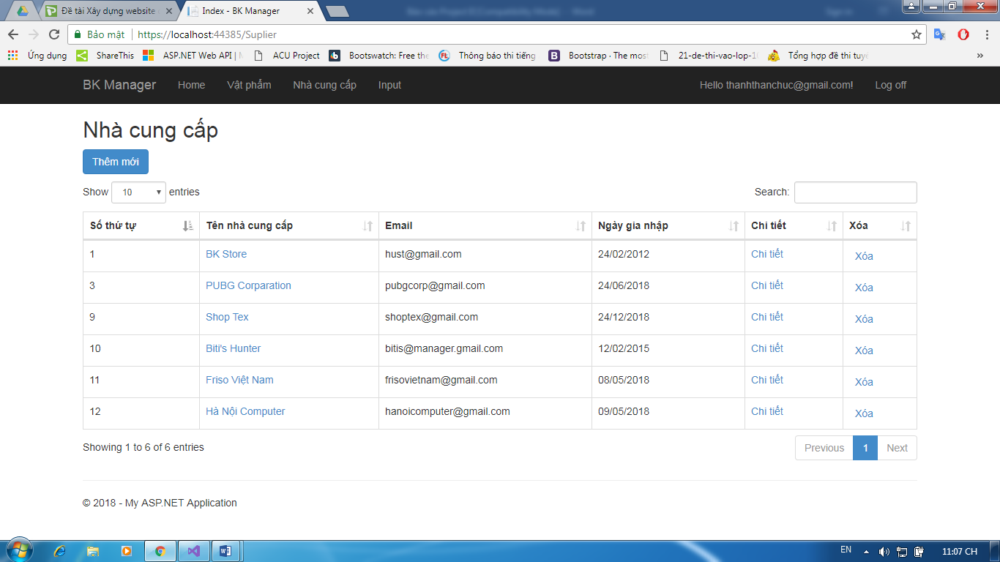 Đề tài Xây dựng website
Index - BK Manager
Bảo mật
https://localhost:44385/Suplier
Ứng dụng
ShareThis
ASP.NET Web API |
ACU Project
Bootswatch: Free the
Thông báo thi tiếng
Bootstrap · The most
21-de-thi-vao-lop-1
Tổng hợp đề thi tuy
»
BK Manager Home Vật phẩm Nhà cung cấp Input Hello thanhthanchuc@gmail.com! Log off
Nhà cung cấp
Thêm mới
Show 10 entries Search:
Số thứ tự Tên nhà cung cấp Email Ngày gia nhập Chi tiết Xóa
1 BK Store hust@gmail.com 24/02/2012 Chi tiết Xóa
3 PUBG Corparation pubgcorp@gmail.com 24/06/2018 Chi tiết Xóa
9 Shop Tex shoptex@gmail.com 24/12/2018 Chi tiết Xóa
10 Biti's Hunter bitis@manager.gmail.com 12/02/2015 Chi tiết Xóa
11 Friso Việt Nam frisovietnam@gmail.com 08/05/2018 Chi tiết Xóa
12 Hà Nội Computer hanoicomputer@gmail.com 09/05/2018 Chi tiết Xóa
Showing 1 to 6 of 6 entries Previous 1 Next
© 2018 - My ASP.NET Application
EN 11:07 CH